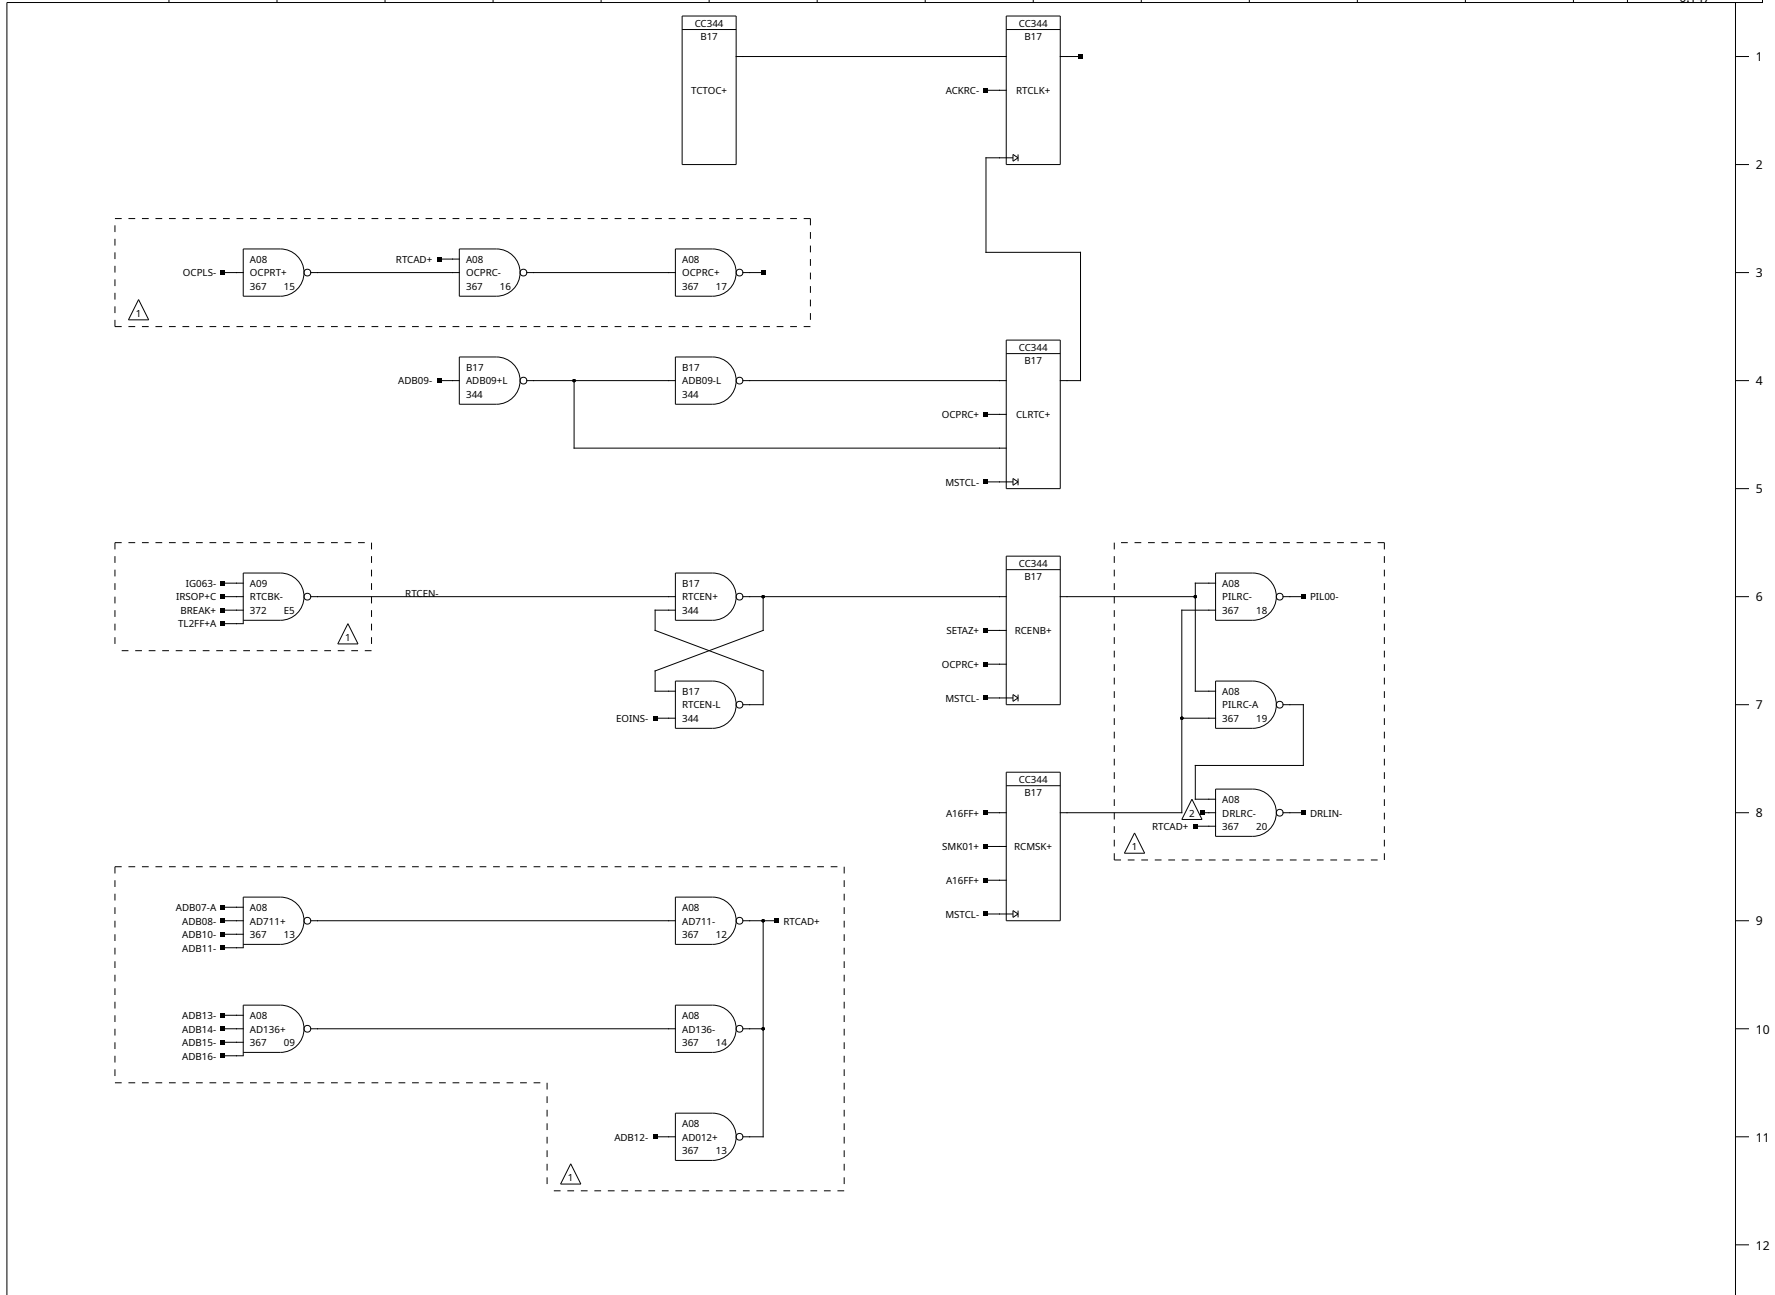 CC344
B17
TCTOC+
CC344
B17
ACKRC-
RTCLK+
1
2
OCPLS-
A08
OCPRT+
367 15
RTCAD+
A08
OCPRC-
367 16
A08
OCPRC+
367 17
1
3
ADB09-
B17
ADB09+L
344
B17
ADB09-L
344
CC344
B17
OCPRC+
CLRTC+
MSTCL-
4
5
IG063-
IRSOP+C
BREAK+
TL2FF+A
A09
RTCBK-
372 E5
1
RTCEN-
B17
RTCEN+
344
B17
RTCEN-L
344
EOINS-
CC344
B17
SETAZ+
RCENB+
OCPRC+
MSTCL-
A08
PILRC-
367 18
PIL00-
6
A08
PILRC-A
367 19
7
CC344
B17
A16FF+
SMK01+
RCMSK+
A16FF+
MSTCL-
2
RTCAD+
A08
DRLRC-
367 20
DRLIN-
1
8
ADB07-A
ADB08-
ADB10-
ADB11-
A08
AD711+
367 13
A08
AD711-
367 12
RTCAD+
9
ADB13-
ADB14-
ADB15-
ADB16-
A08
AD136+
367 09
A08
AD136-
367 14
10
ADB12-
A08
AD012+
367 13
1
11
12